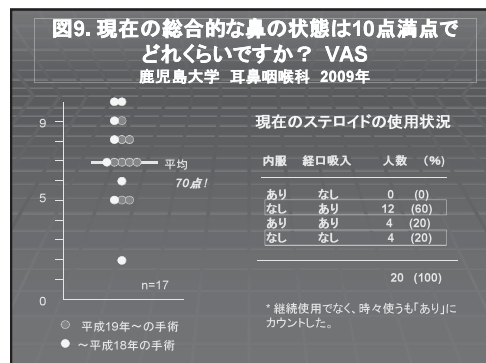 図9. 現在の総合的な鼻の状態は10点満点で
どれくらいですか？ VAS
鹿児島大学 耳鼻咽喉科 2009年
9
5
0
平均
70点！
n=17
平成19年～の手術
～平成18年の手術
現在のステロイドの使用状況
内服 経口吸入 人数 (%)
あり なし 0 (0)
なし あり 12 (60)
あり あり 4 (20)
なし なし 4 (20)
20 (100)
* 継続使用でなく、時々使うも「あり」に
カウントした。